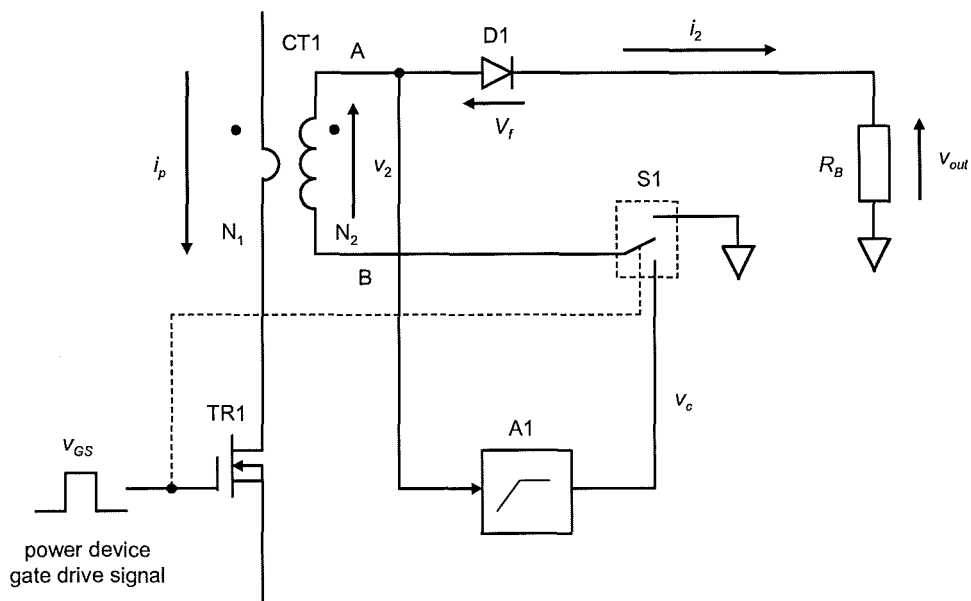 CT1
A
D1
i2
Vf
ip
v2
RB
vout
S1
N1
N2
B
vc
TR1
A1
vGS
power device
gate drive signal